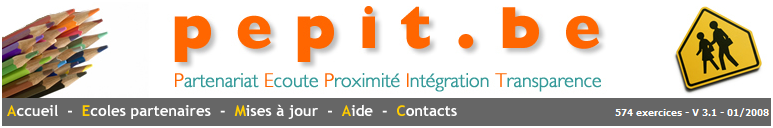 pepit.be
Partenariat Ecoute Proximité Intégration Transparence
Accueil - Ecoles partenaires - Mises à jour - Aide - Contacts 574 exercices - V 3.1 - 01/2008